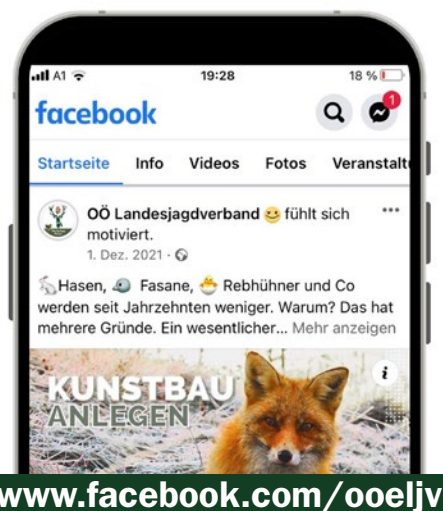 A1 19:28 18 %
facebook 1
Startseite Info Videos Fotos Veranstalt
OÖ Landesjagdverband 😀 fühlt sich
motiviert.
1. Dez. 2021 ·
🐇Hasen, 🐦 Fasane, 🐣 Rebhühner und Co
werden seit Jahrzehnten weniger. Warum? Das hat
mehrere Gründe. Ein wesentlicher... Mehr anzeigen
KUNSTBAU
ANLEGEN
i
www.facebook.com/ooeljv